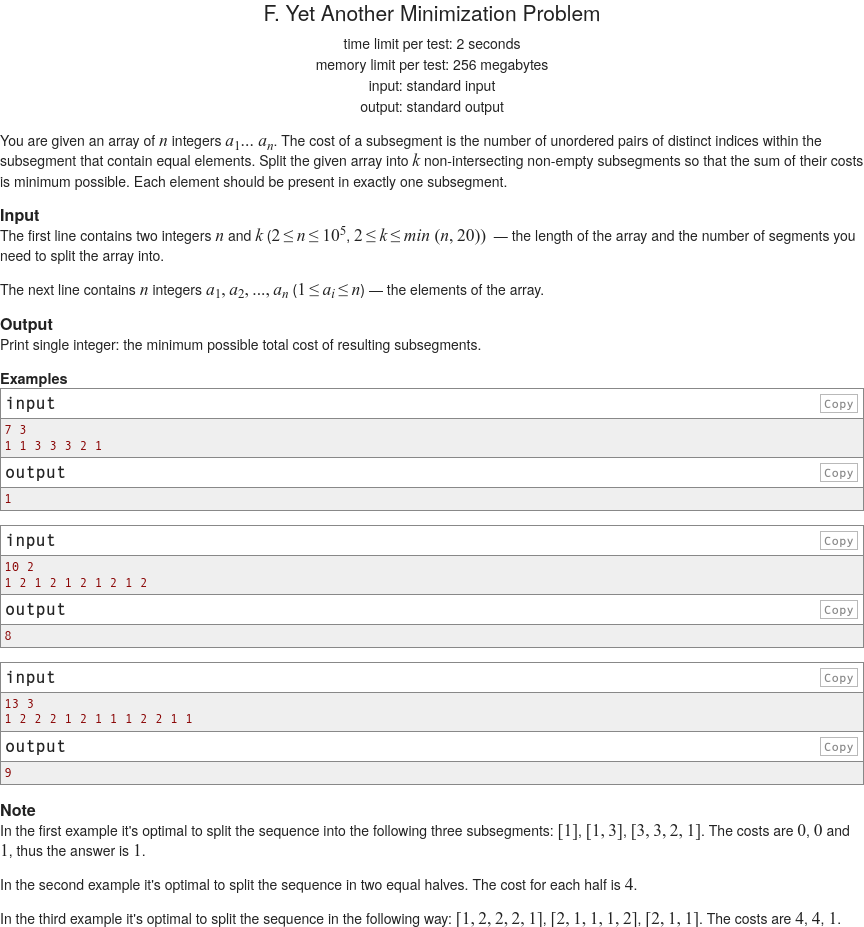 F. Yet Another Minimization Problem
time limit per test: 2 seconds
memory limit per test: 256 megabytes
input: standard input
output: standard output
You are given an array of n integers a₁... aₙ. The cost of a subsegment is the number of unordered pairs of distinct indices within the
subsegment that contain equal elements. Split the given array into k non-intersecting non-empty subsegments so that the sum of their costs
is minimum possible. Each element should be present in exactly one subsegment.
Input
The first line contains two integers n and k (2 ≤ n ≤ 10⁵, 2 ≤ k ≤ min (n, 20)) — the length of the array and the number of segments you
need to split the array into.
The next line contains n integers a₁, a₂, ..., aₙ (1 ≤ aᵢ ≤ n) — the elements of the array.
Output
Print single integer: the minimum possible total cost of resulting subsegments.
Examples
input Copy
7 3
1 1 3 3 3 2 1
output Copy
1
input Copy
10 2
1 2 1 2 1 2 1 2 1 2
output Copy
8
input Copy
13 3
1 2 2 2 1 2 1 1 1 2 2 1 1
output Copy
9
Note
In the first example it's optimal to split the sequence into the following three subsegments: [1], [1, 3], [3, 3, 2, 1]. The costs are 0, 0 and
1, thus the answer is 1.
In the second example it's optimal to split the sequence in two equal halves. The cost for each half is 4.
In the third example it's optimal to split the sequence in the following way: [1, 2, 2, 2, 1], [2, 1, 1, 1, 2], [2, 1, 1]. The costs are 4, 4, 1.